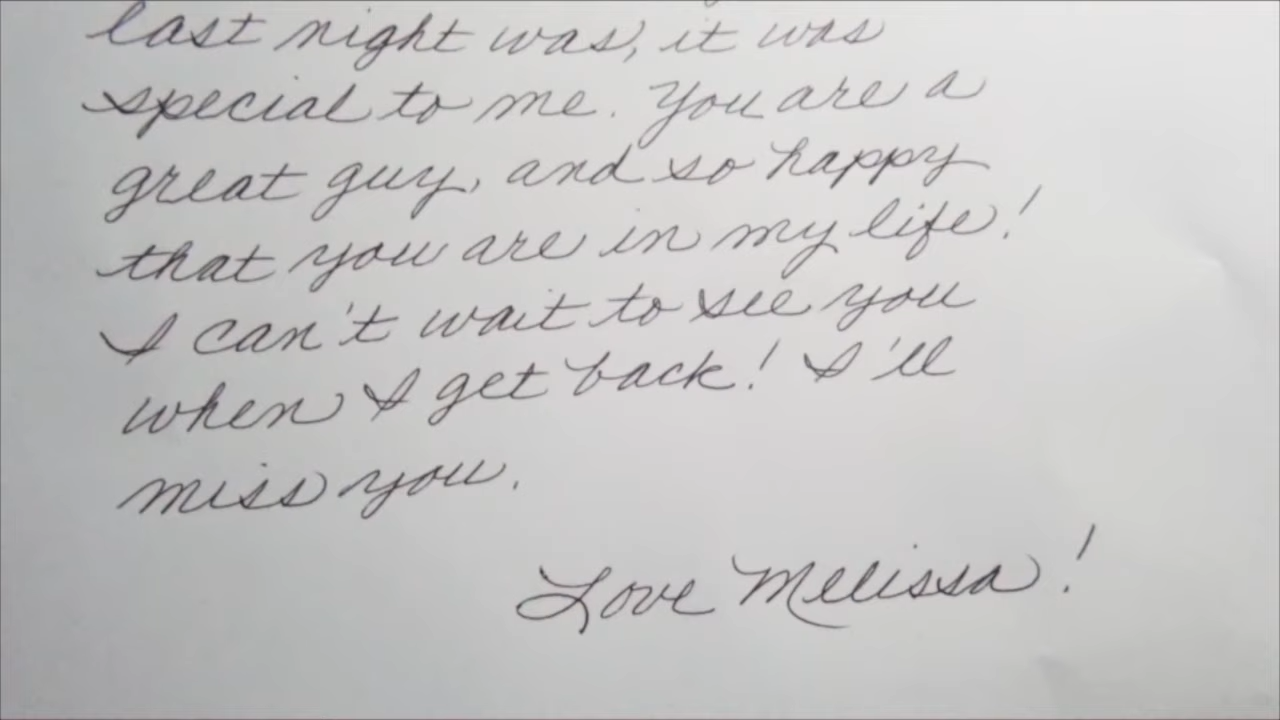 last night was, it was
special to me. You are a
great guy, and so happy
that you are in my life!
I can't wait to see you
when I get back! I'll
miss you.
Love Melissa!